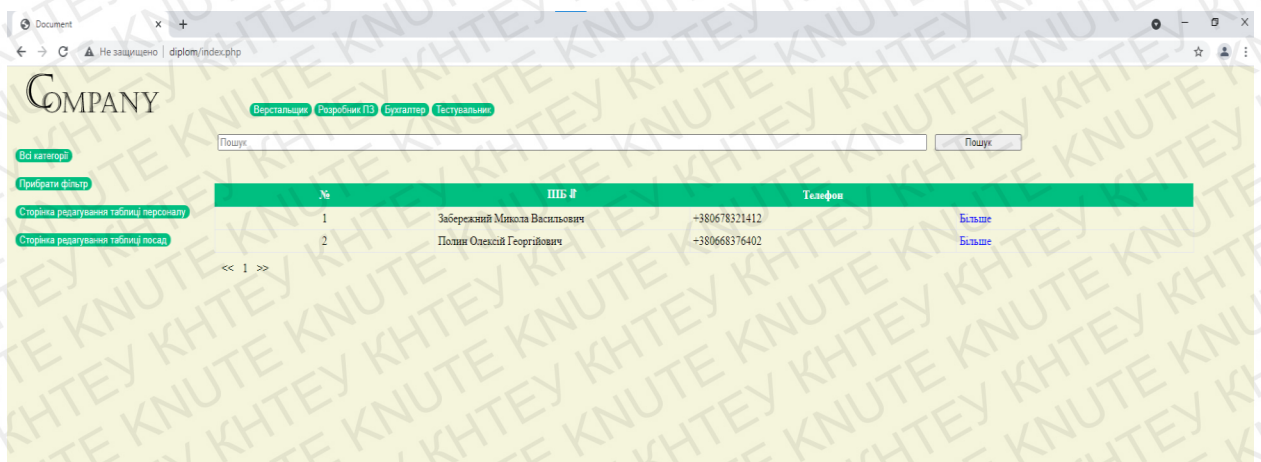 Document
Не защищено | diplom/index.php
COMPANY
Верстальщик Розробник ПЗ Бухгалтер Тестувальник
Пошук Пошук
Всі категорії
Прибрати фільтр
Сторінка редагування таблиці персоналу
Сторінка редагування таблиці посад
№ ПІБ ⇵ Телефон
1 Забережний Микола Васильович +380678321412 Більше
2 Полин Олексій Георгійович +380668376402 Більше
<< 1 >>
КНТЕУ KNUTE